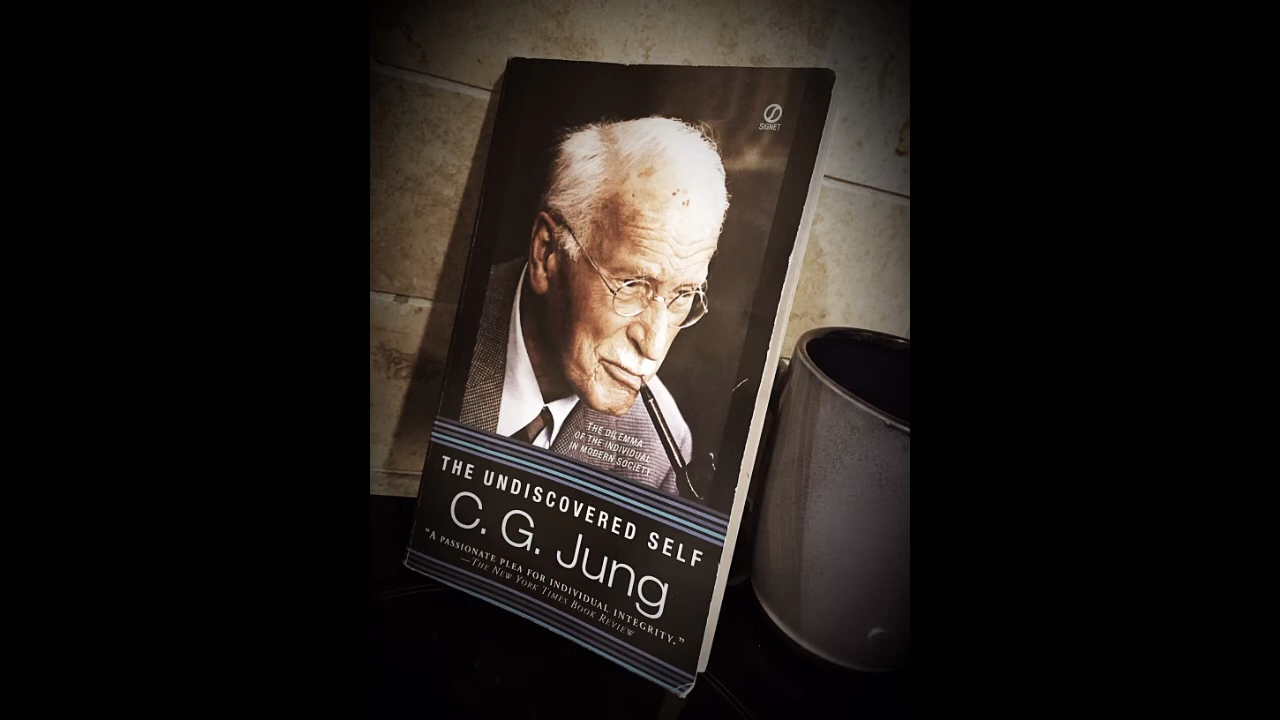 SIGNET
THE DILEMMA
OF THE INDIVIDUAL
IN MODERN SOCIETY
THE UNDISCOVERED SELF
C. G. Jung
“A PASSIONATE PLEA FOR INDIVIDUAL INTEGRITY.”
—THE NEW YORK TIMES BOOK REVIEW